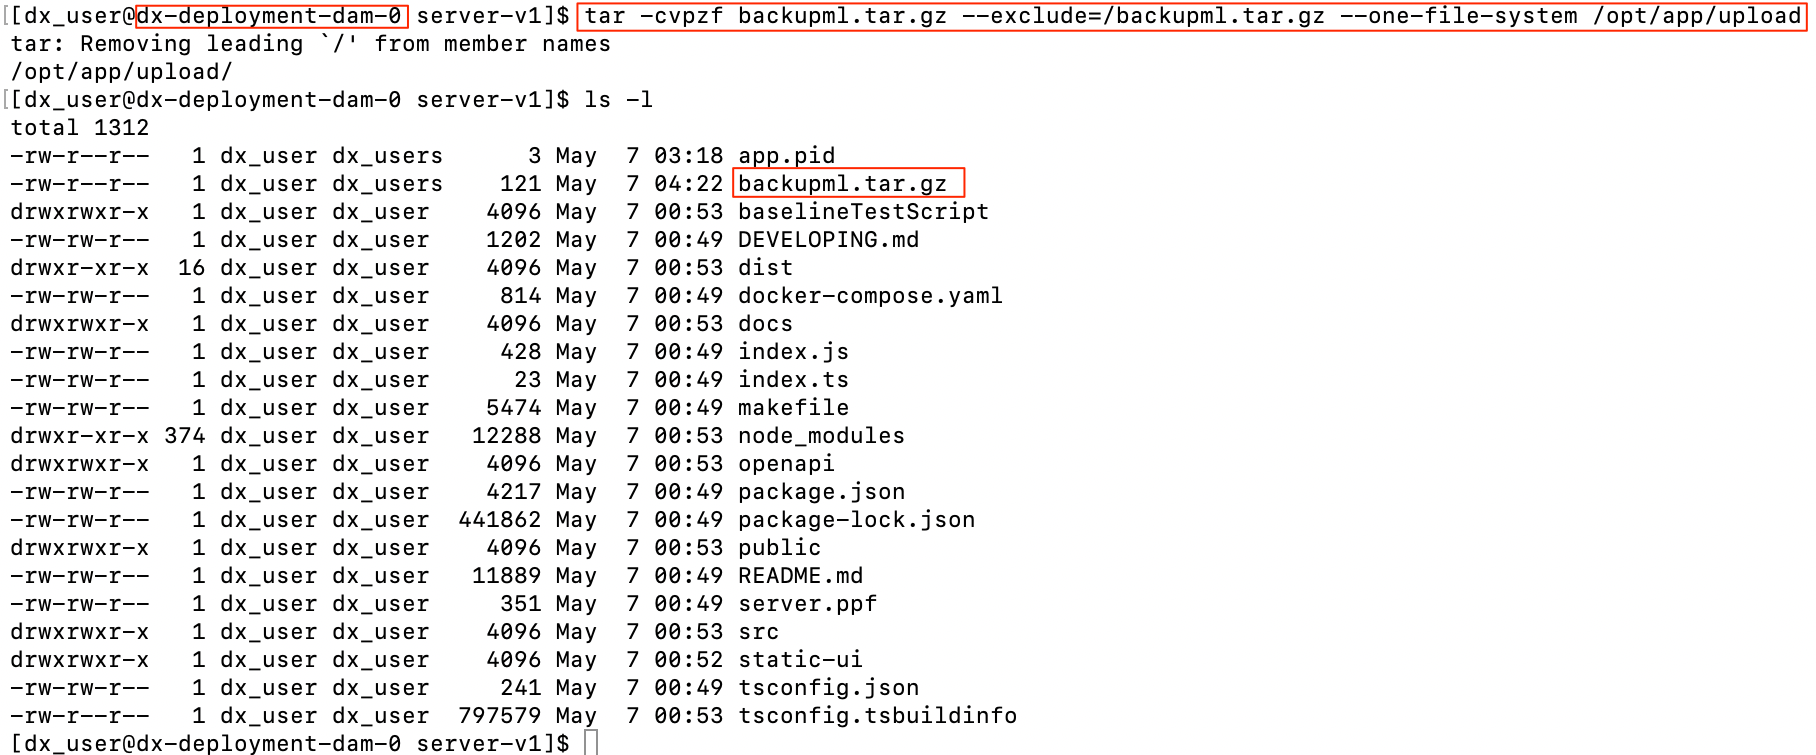 [dx_user@dx-deployment-dam-0 server-v1]$ tar -cvpzf backupml.tar.gz --exclude=/backupml.tar.gz --one-file-system /opt/app/upload
tar: Removing leading `/' from member names
/opt/app/upload/
[dx_user@dx-deployment-dam-0 server-v1]$ ls -l
total 1312
-rw-r--r--   1 dx_user dx_users      3 May  7 03:18 app.pid
-rw-r--r--   1 dx_user dx_users    121 May  7 04:22 backupml.tar.gz
drwxrwxr-x   1 dx_user dx_user    4096 May  7 00:53 baselineTestScript
-rw-rw-r--   1 dx_user dx_user    1202 May  7 00:49 DEVELOPING.md
drwxr-xr-x  16 dx_user dx_user    4096 May  7 00:53 dist
-rw-rw-r--   1 dx_user dx_user     814 May  7 00:49 docker-compose.yaml
drwxrwxr-x   1 dx_user dx_user    4096 May  7 00:53 docs
-rw-rw-r--   1 dx_user dx_user     428 May  7 00:49 index.js
-rw-rw-r--   1 dx_user dx_user      23 May  7 00:49 index.ts
-rw-rw-r--   1 dx_user dx_user    5474 May  7 00:49 makefile
drwxr-xr-x 374 dx_user dx_user   12288 May  7 00:53 node_modules
drwxrwxr-x   1 dx_user dx_user    4096 May  7 00:53 openapi
-rw-rw-r--   1 dx_user dx_user    4217 May  7 00:49 package.json
-rw-rw-r--   1 dx_user dx_user  441862 May  7 00:49 package-lock.json
drwxrwxr-x   1 dx_user dx_user    4096 May  7 00:53 public
-rw-rw-r--   1 dx_user dx_user   11889 May  7 00:49 README.md
-rw-rw-r--   1 dx_user dx_user     351 May  7 00:49 server.ppf
drwxrwxr-x   1 dx_user dx_user    4096 May  7 00:53 src
drwxrwxr-x   1 dx_user dx_user    4096 May  7 00:52 static-ui
-rw-rw-r--   1 dx_user dx_user     241 May  7 00:49 tsconfig.json
-rw-r--r--   1 dx_user dx_user  797579 May  7 00:53 tsconfig.tsbuildinfo
[dx_user@dx-deployment-dam-0 server-v1]$